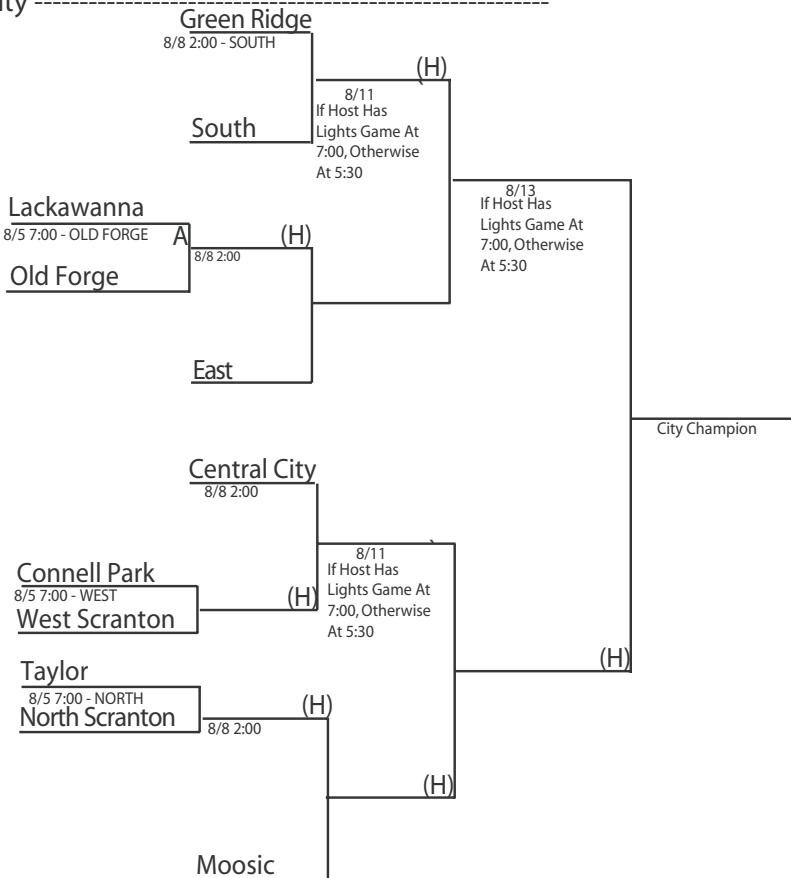 Green Ridge
8/8 2:00 - SOUTH
(H)
8/11
If Host Has
Lights Game At
7:00, Otherwise
At 5:30
South
8/13
If Host Has
Lights Game At
7:00, Otherwise
At 5:30
Lackawanna
8/5 7:00 - OLD FORGE
A
(H)
8/8 2:00
Old Forge
East
City Champion
Central City
8/8 2:00
8/11
If Host Has
Lights Game At
7:00, Otherwise
At 5:30
Connell Park
8/5 7:00 - WEST
(H)
West Scranton
(H)
Taylor
8/5 7:00 - NORTH
(H)
North Scranton
8/8 2:00
(H)
Moosic